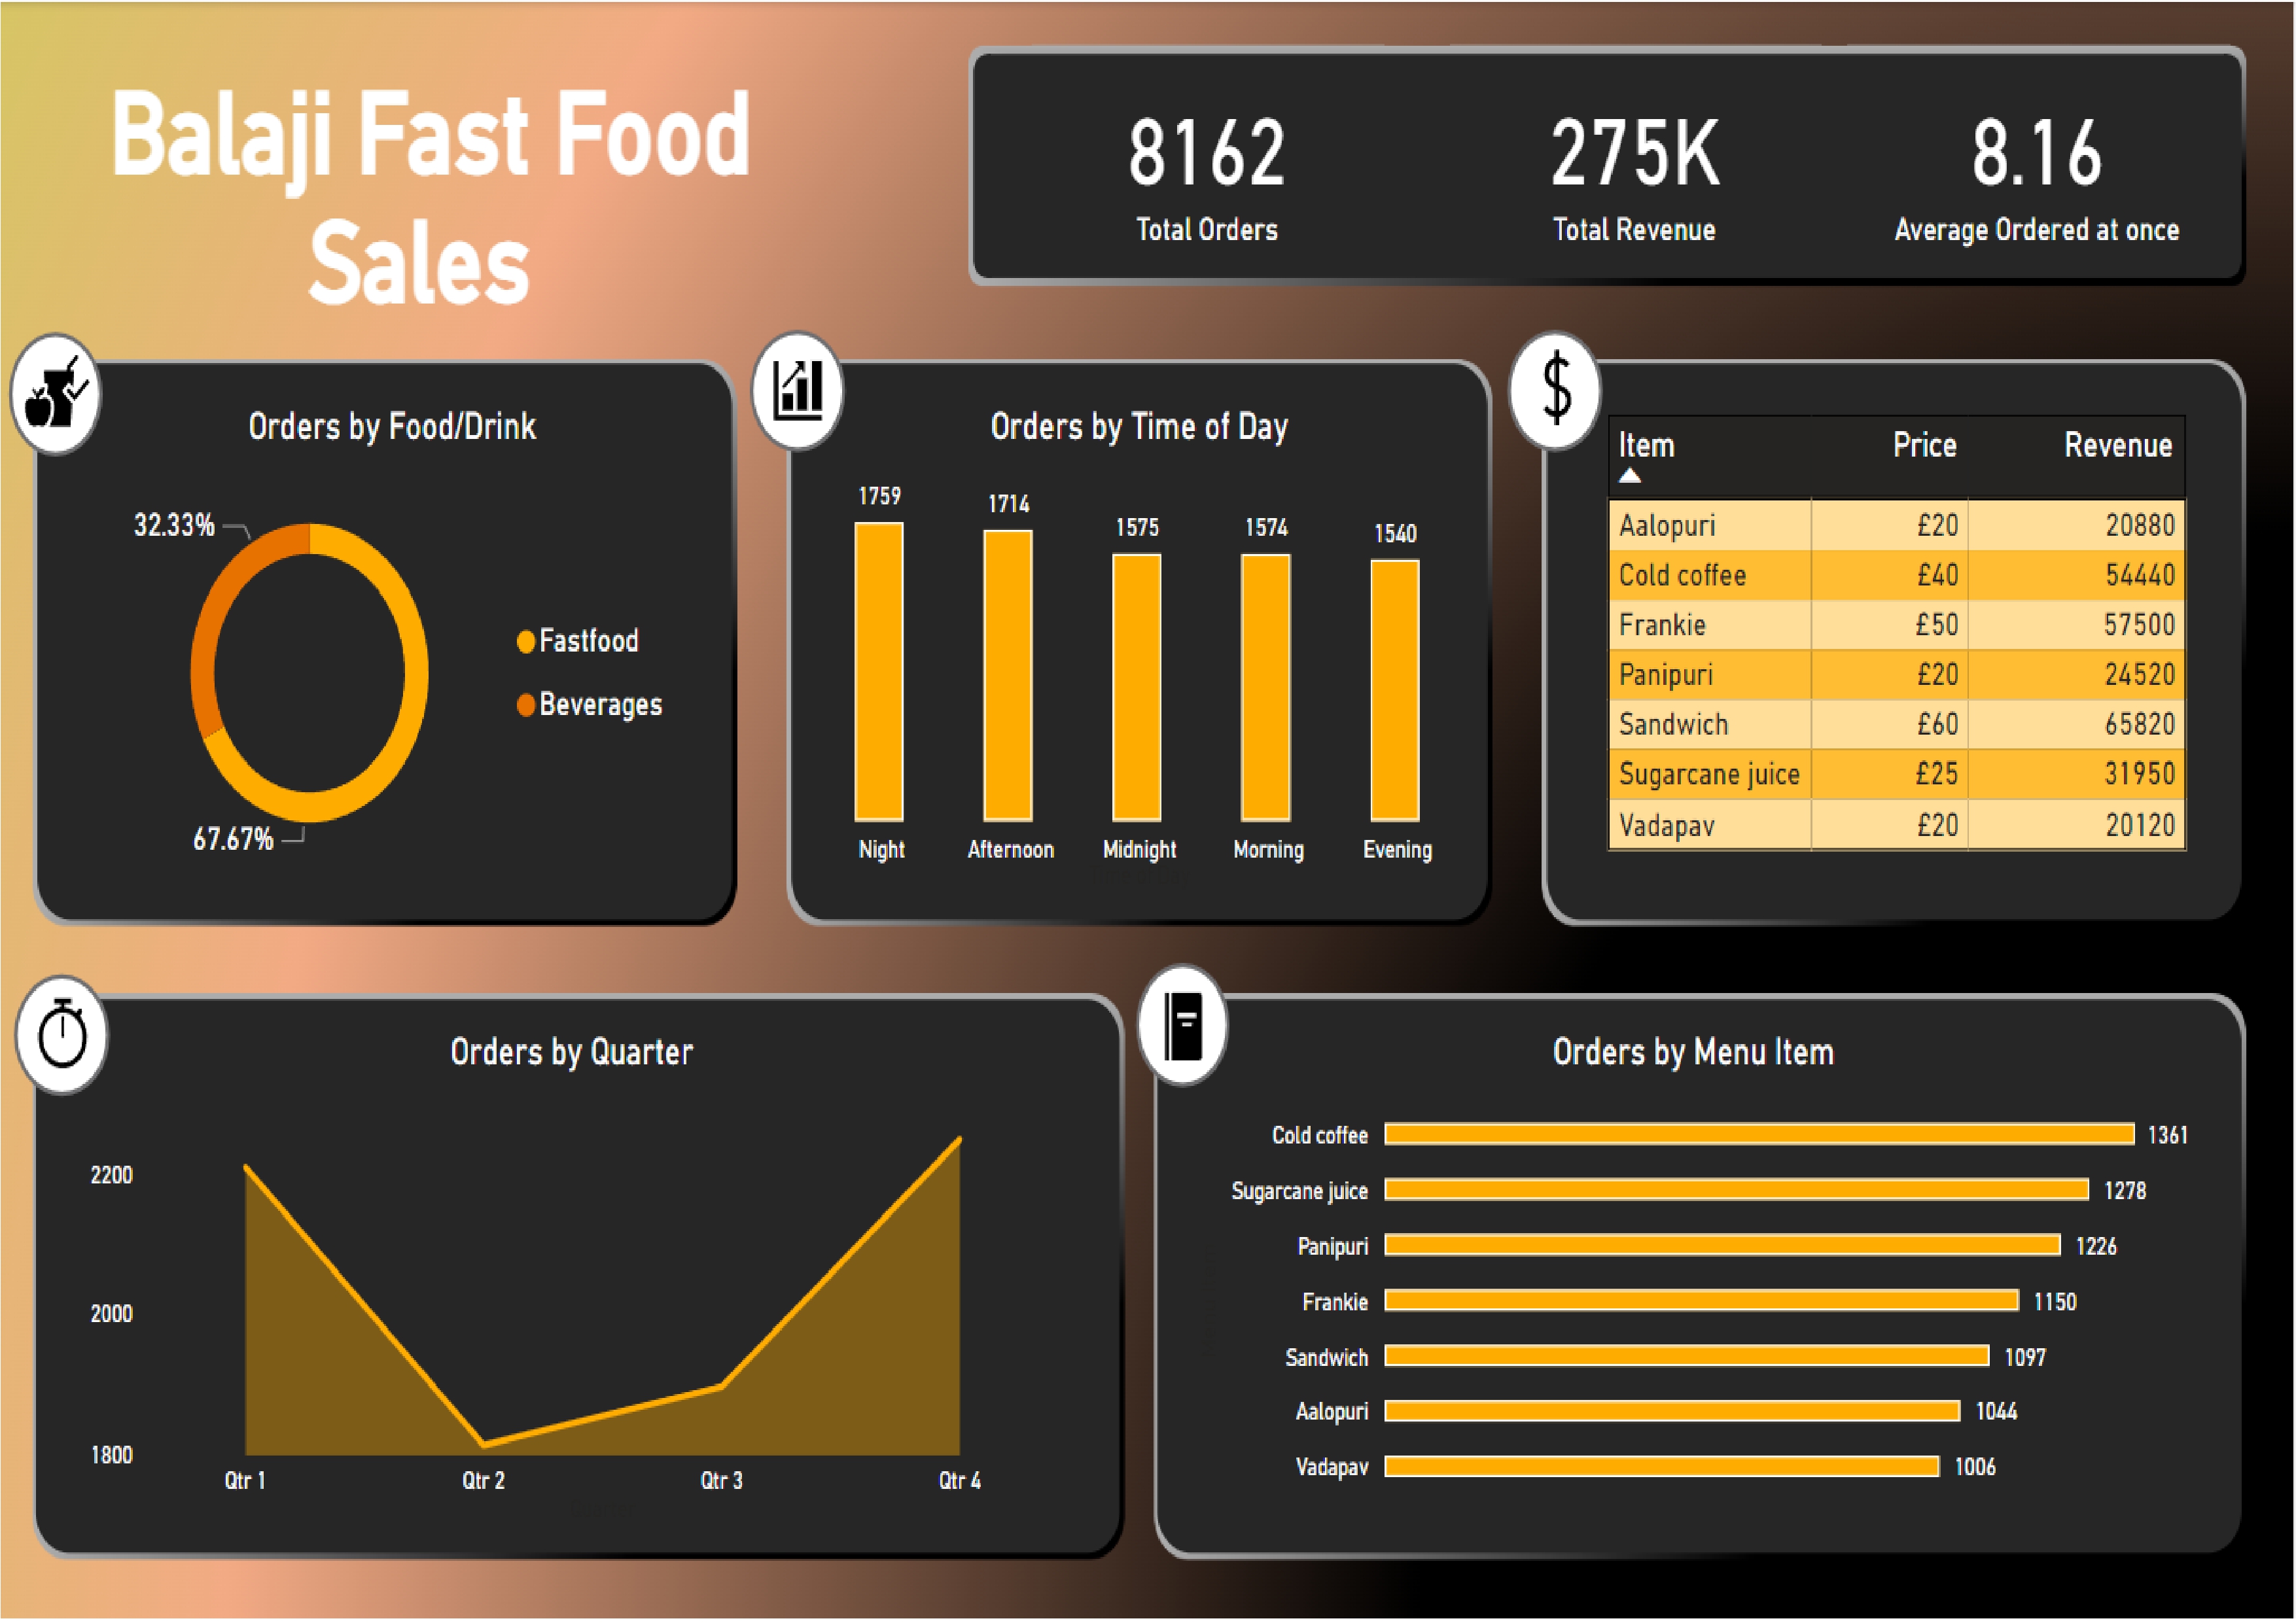 Balaji Fast Food
Sales
8162
Total Orders
275K
Total Revenue
8.16
Average Ordered at once
Orders by Food/Drink
32.33%
67.67%
Fastfood
Beverages
Orders by Time of Day
1759
1714
1575
1574
1540
Night
Afternoon
Midnight
Morning
Evening
$
Item Price Revenue
Aalopuri £20 20880
Cold coffee £40 54440
Frankie £50 57500
Panipuri £20 24520
Sandwich £60 65820
Sugarcane juice £25 31950
Vadapav £20 20120
Orders by Quarter
2200
2000
1800
Qtr 1
Qtr 2
Qtr 3
Qtr 4
Orders by Menu Item
Cold coffee 1361
Sugarcane juice 1278
Panipuri 1226
Frankie 1150
Sandwich 1097
Aalopuri 1044
Vadapav 1006